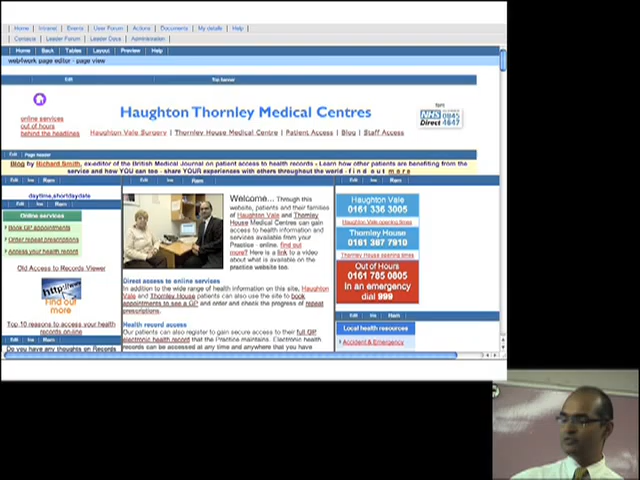 Home Intranet Events User Forum Actions Documents My details Help
Contacts Leader Forum Leader Docs Administration
Home Back Tables Layout Preview Help
web4work page editor - page view
Edit Top banner
Haughton Thornley Medical Centres
NHS Direct 0845 4647
online services
out of hours
behind the headlines
Haughton Vale Surgery | Thornley House Medical Centre | Patient Access | Blog | Staff Access
Edit Page header
Blog by Richard Smith, ex-editor of the British Medical Journal on patient access to health records - Learn how other patients are benefiting from the
service and how YOU can too - share YOUR experiences with others throughout the world - find out more
daytime,shortdaydate
Online services
Book GP appointments
Order repeat prescriptions
Access your health record
Old Access to Records Viewer
http://
Find out
more
Top 10 reasons to access your health
records online
Do you have any thoughts on Records
Welcome... Through this
website, patients and their families
of Haughton Vale and Thornley
House Medical Centre can gain
access to health information and
services available from your
Practice - online. find out
more? Here is a link to a
video about what is available on
the practice website too.
Direct access to online services
In addition to the wide range of health information on this site, Haughton
Vale and Thornley House patients can also use the site to book
appointments to see a GP and order and check the progress of repeat
prescriptions.
Health record access
Our patients can also register to gain secure access to their full GP
electronic health record that the Practice maintains. Electronic health
records can be accessed at any time and anywhere that you have
Haughton Vale
0161 336 3005
Haughton Vale opening times
Thornley House
0161 367 7910
Thornley House opening times
Out of Hours
0161 785 0805
In an emergency
dial 999
Local health resources
Accident & Emergency